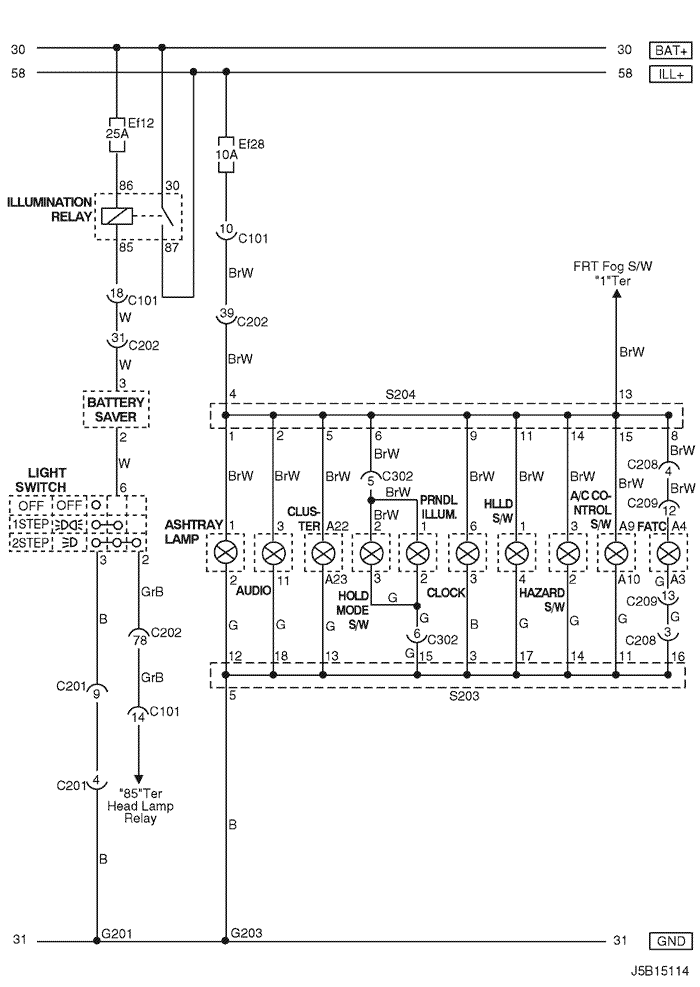 30 30 BAT+
58 58 ILL+
Ef12
25A
Ef28
10A
86 30
ILLUMINATION
RELAY
85 87
10
C101
BrW
FRT Fog S/W
"1"Ter
18
C101
W
39
C202
31
C202
W
BrW
BrW
3
4
S204
13
BATTERY
SAVER
2
1 2 5 6 9 11 14 15 8
W
BrW
C208
4
BrW
LIGHT
SWITCH
6
BrW BrW BrW
5
C302
BrW BrW BrW BrW
BrW
OFF OFF
BrW
BrW
PRNDL
ILLUM.
HLLD
S/W
A/C CO-
NTROL
S/W
C209
12
1STEP
2STEP
ASHTRAY
LAMP
CLUS-
TER
1 3 A22 2 1 6 1 3 A9
FATC
A4
3 2
2 11 A23 3 2 3 4 2 A10 A3
GrB
AUDIO
HOLD
MODE
S/W
CLOCK
HAZARD
S/W
G
13
C209
G
B
78
C202
G G G
G
G
6
C302
G
B G G G
G
3
C208
GrB
12 18 13 15 3 17 14 11 16
5
S203
C201
9
14
C101
C201
4
"85"Ter
Head Lamp
Relay
B
B
31
G201
G203
31 GND
J5B15114